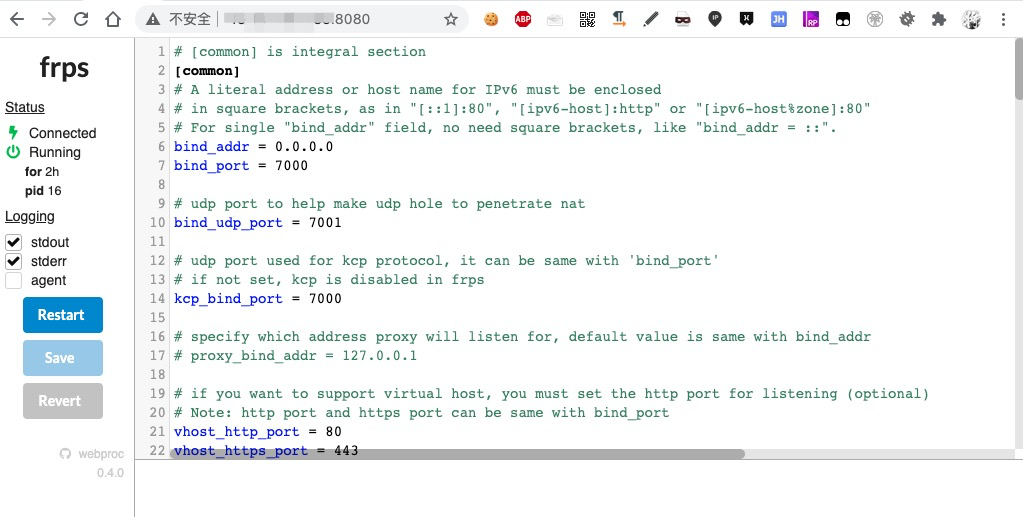 不安全
:8080
ABP
IP
JH
RP
frps
Status
Connected
Running
for 2h
pid 16
Logging
stdout
stderr
agent
Restart
Save
Revert
webproc
0.4.0
1 # [common] is integral section
2 [common]
3 # A literal address or host name for IPv6 must be enclosed
4 # in square brackets, as in "[::1]:80", "[ipv6-host]:http" or "[ipv6-host%zone]:80"
5 # For single "bind_addr" field, no need square brackets, like "bind_addr = ::".
6 bind_addr = 0.0.0.0
7 bind_port = 7000
8
9 # udp port to help make udp hole to penetrate nat
10 bind_udp_port = 7001
11
12 # udp port used for kcp protocol, it can be same with 'bind_port'
13 # if not set, kcp is disabled in frps
14 kcp_bind_port = 7000
15
16 # specify which address proxy will listen for, default value is same with bind_addr
17 # proxy_bind_addr = 127.0.0.1
18
19 # if you want to support virtual host, you must set the http port for listening (optional)
20 # Note: http port and https port can be same with bind_port
21 vhost_http_port = 80
22 vhost_https_port = 443